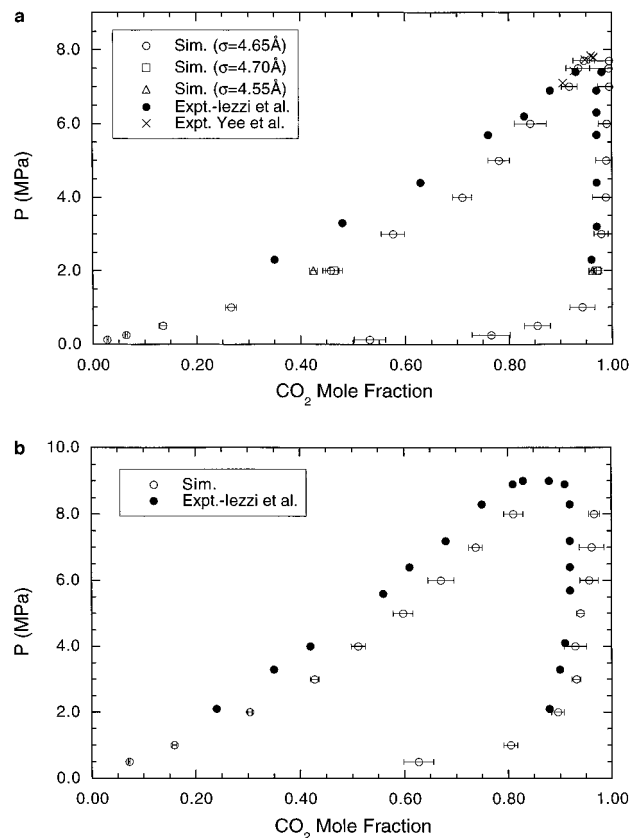 a
Sim. (σ=4.65Å)
Sim. (σ=4.70Å)
Sim. (σ=4.55Å)
Expt.-Iezzi et al.
Expt. Yee et al.
P (MPa)
10.0
8.0
6.0
4.0
2.0
0.0
0.00 0.20 0.40 0.60 0.80 1.00
CO₂ Mole Fraction
b
Sim.
Expt.-Iezzi et al.
P (MPa)
10.0
8.0
6.0
4.0
2.0
0.0
0.00 0.20 0.40 0.60 0.80 1.00
CO₂ Mole Fraction